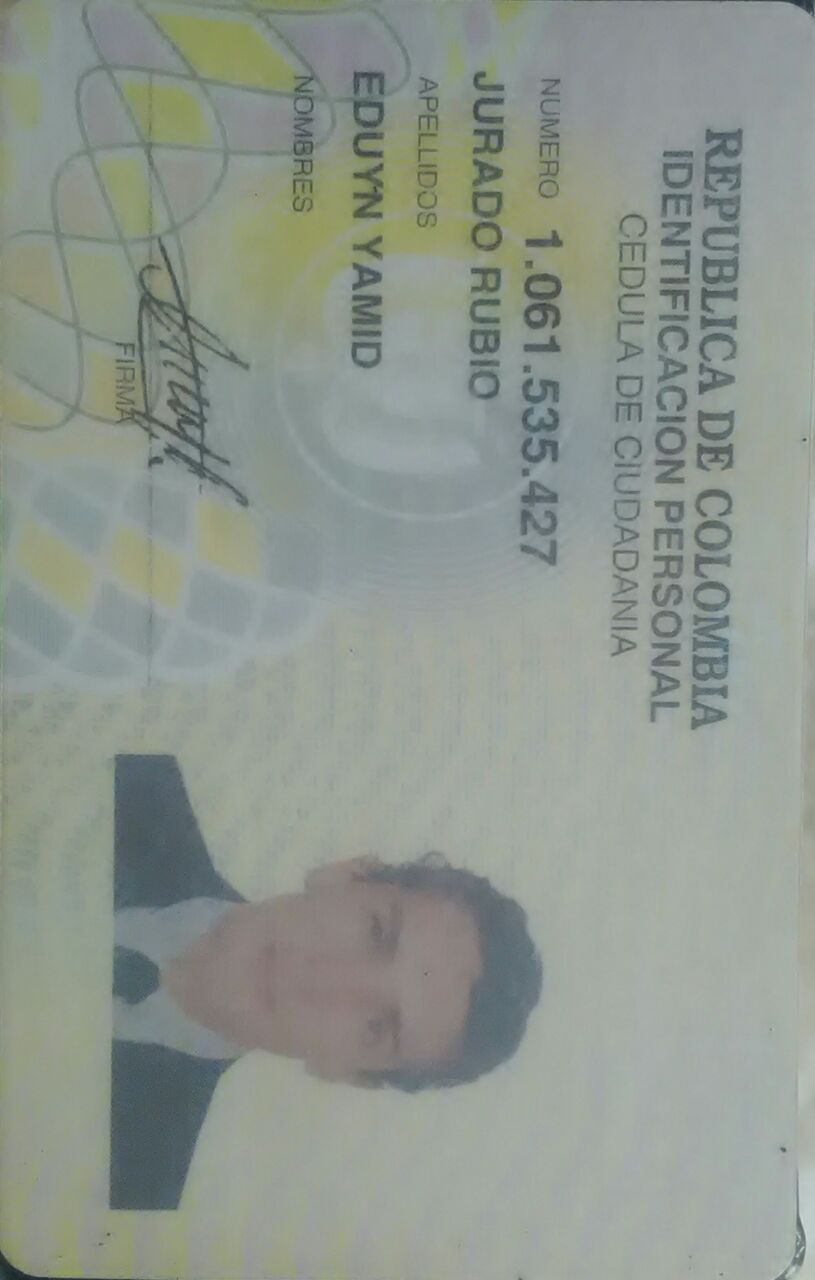 REPUBLICA DE COLOMBIA
IDENTIFICACION PERSONAL
CEDULA DE CIUDADANIA
NUMERO 1.061.535.427
JURADO RUBIO
APELLIDOS
EDUYN YAMID
NOMBRES
FIRMA